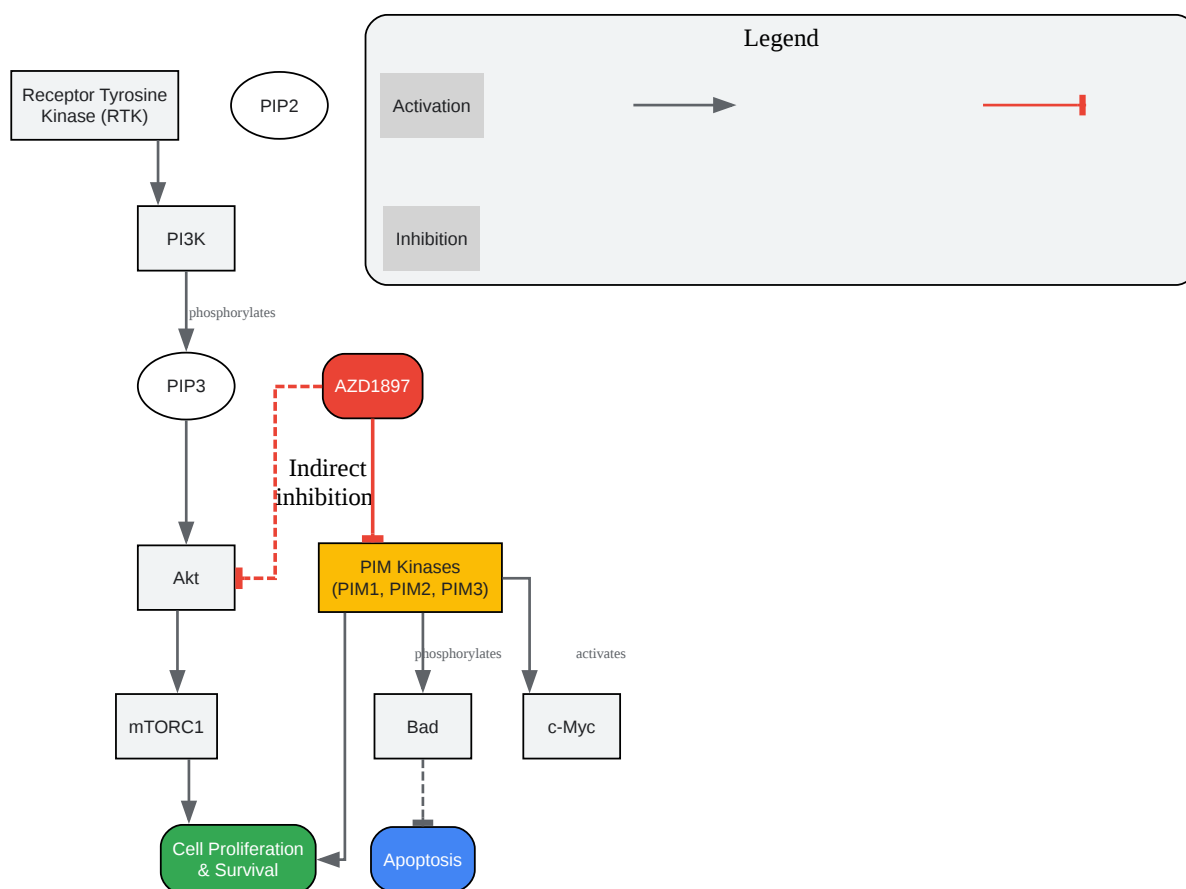 Legend
Receptor Tyrosine
Kinase (RTK)
PIP2
Activation
PI3K
Inhibition
phosphorylates
PIP3
AZD1897
Indirect
inhibition
Akt
PIM Kinases
(PIM1, PIM2, PIM3)
phosphorylates
activates
mTORC1
Bad
c-Myc
Cell Proliferation
& Survival
Apoptosis